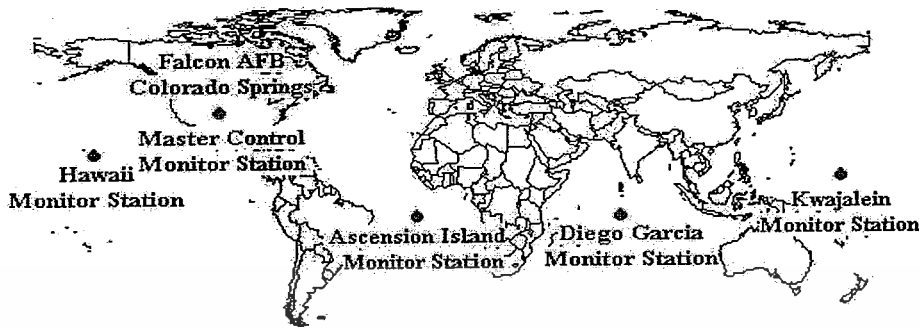 Falcon AFB
Colorado Springs
Master Control
Monitor Station
Hawaii
Monitor Station
Ascension Island
Monitor Station
Diego Garcia
Monitor Station
Kwajalein
Monitor Station